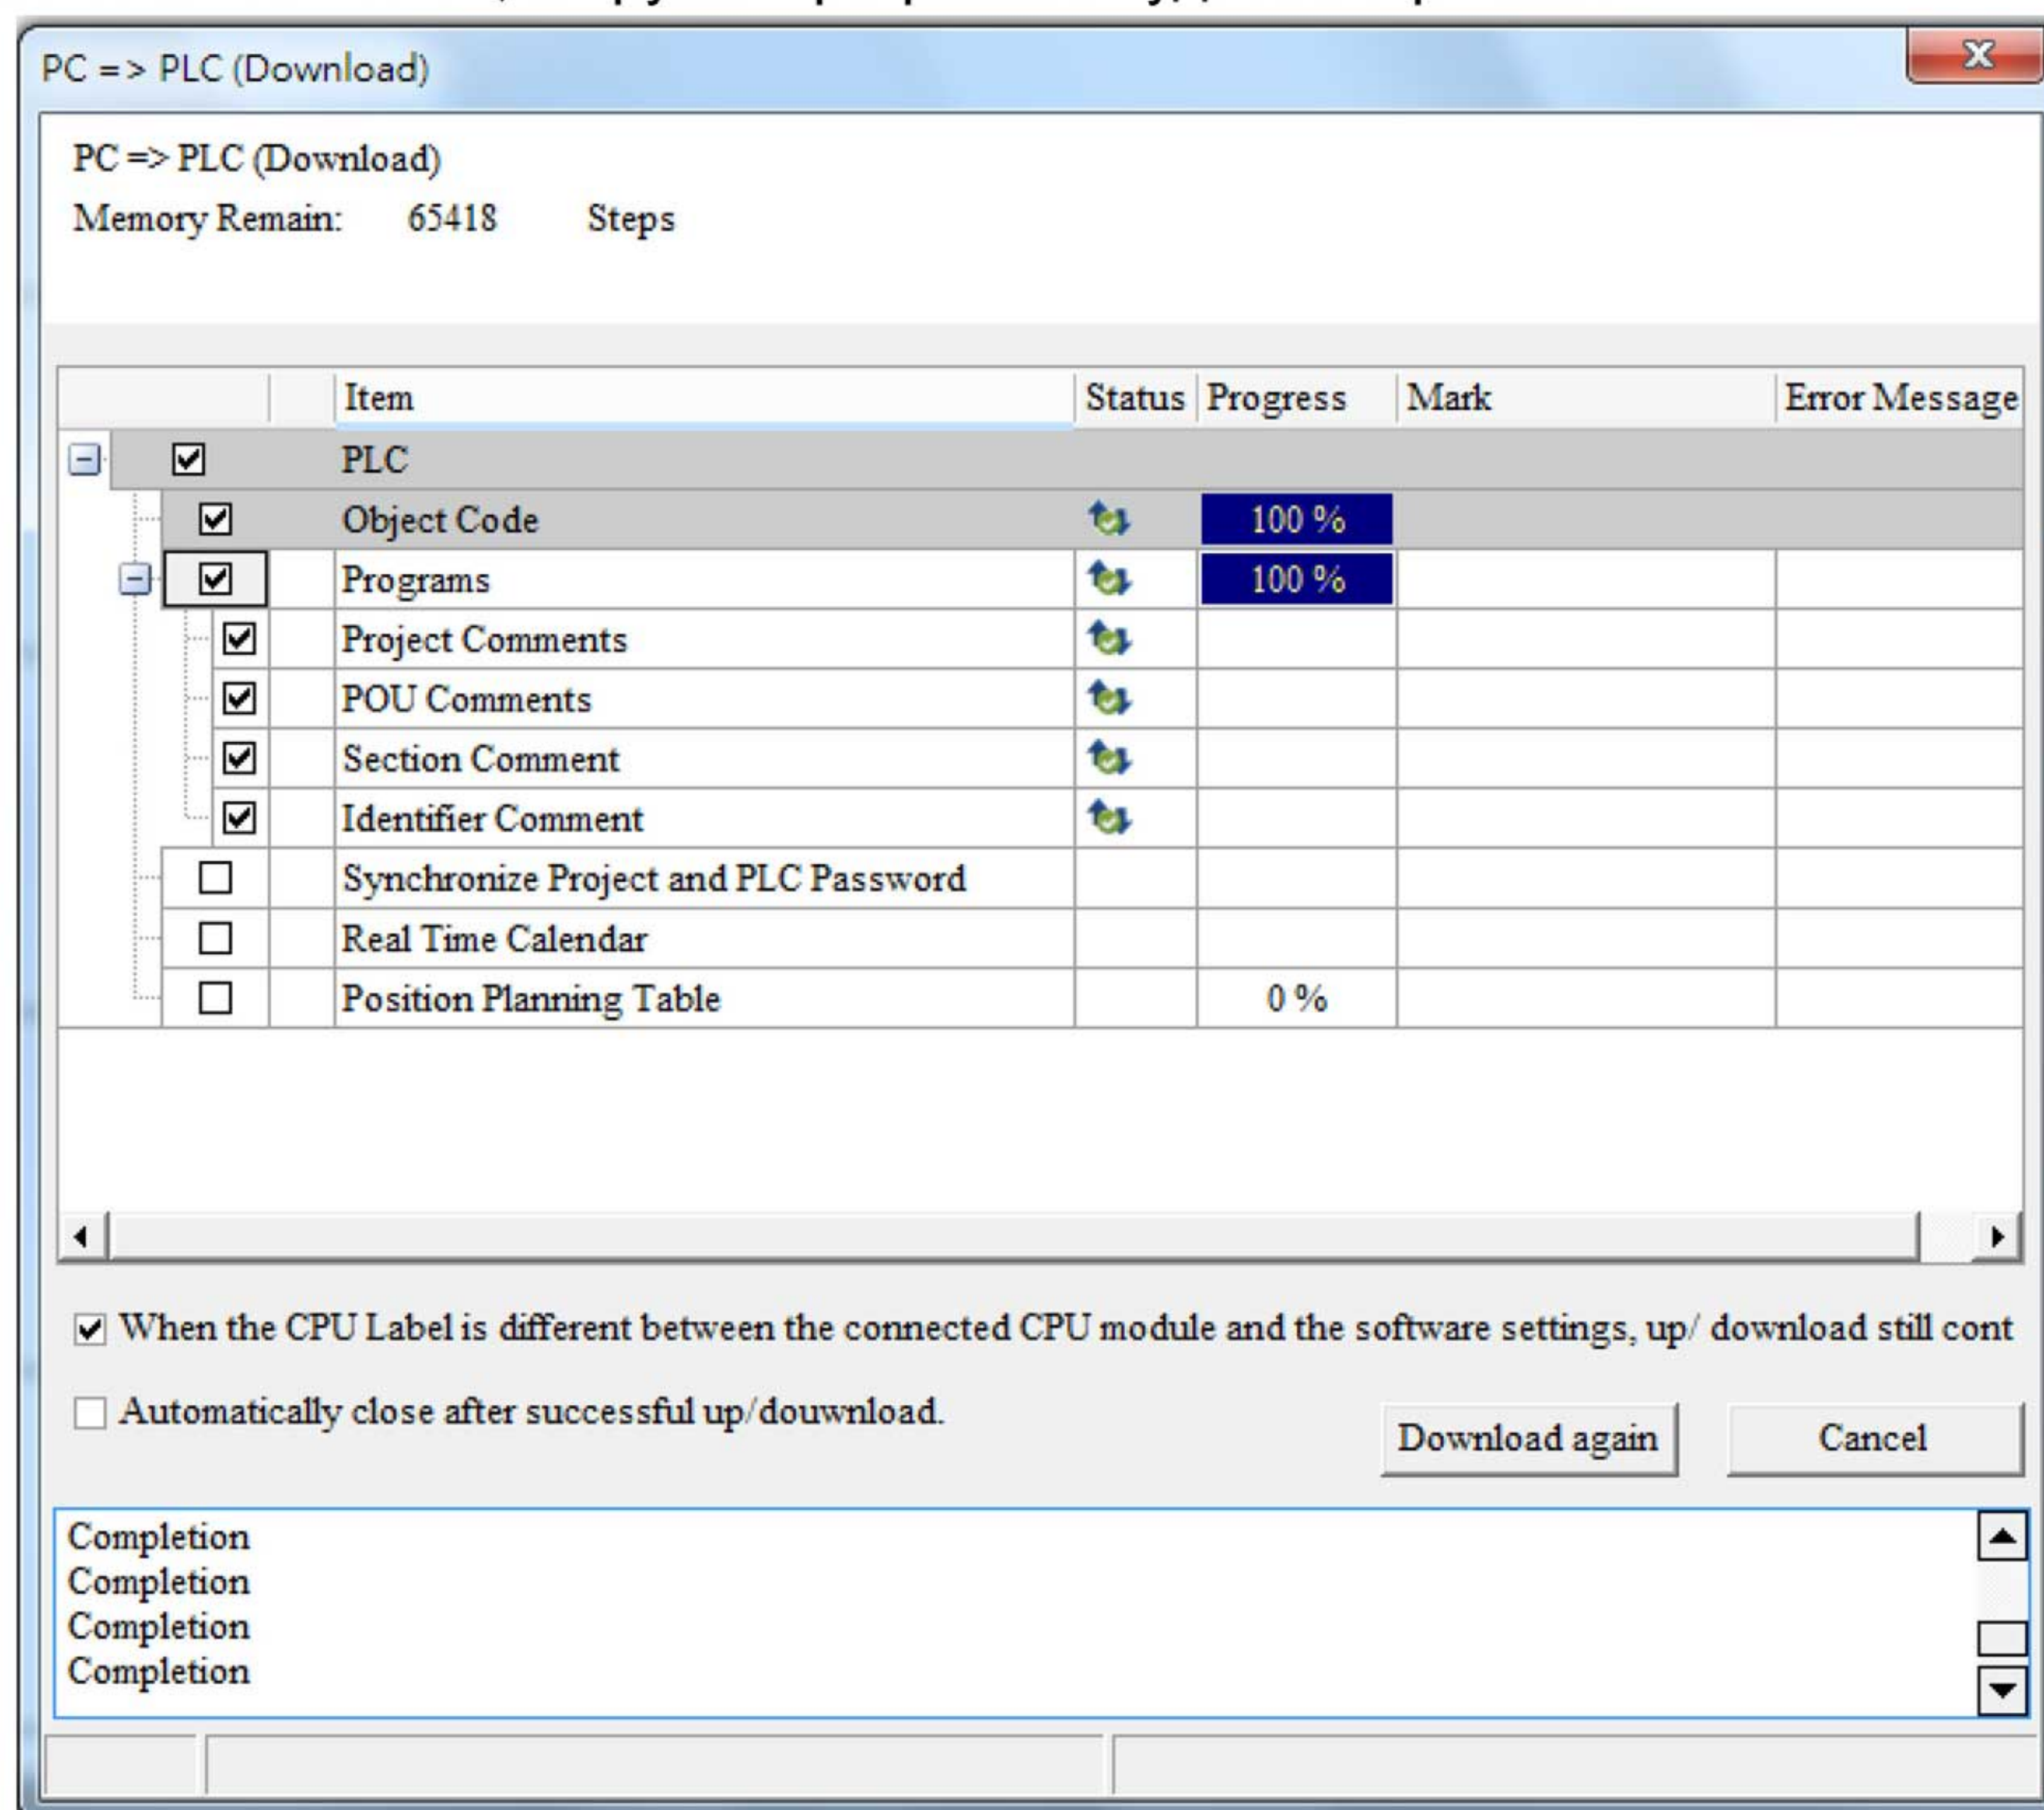 PC => PLC (Download)
PC => PLC (Download)
Memory Remain: 65418 Steps
Item Status Progress Mark Error Message
PLC
Object Code 100 %
Programs 100 %
Project Comments
POU Comments
Section Comment
Identifier Comment
Synchronize Project and PLC Password
Real Time Calendar
Position Planning Table 0 %
When the CPU Label is different between the connected CPU module and the software settings, up/ download still cont
Automatically close after successful up/douwnload.
Download again Cancel
Completion
Completion
Completion
Completion